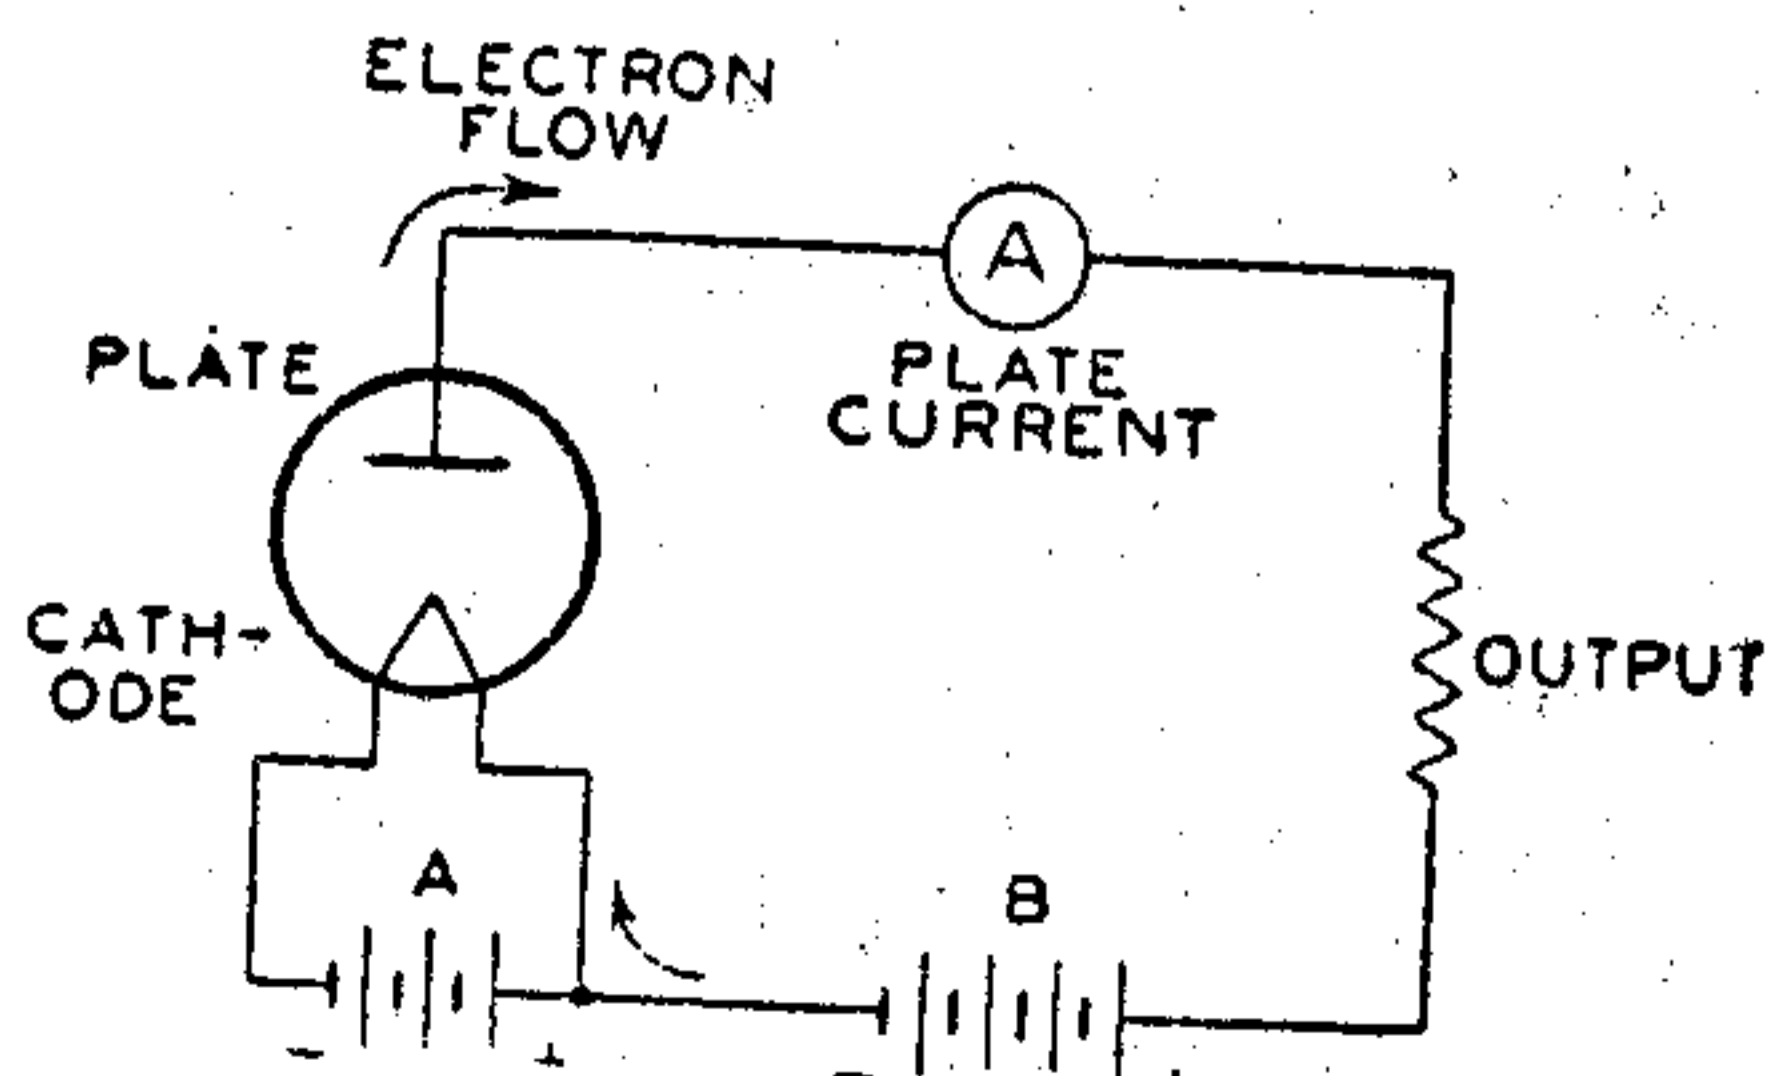 ELECTRON
FLOW
A
PLATE
PLATE
CURRENT
CATH-
ODE
OUTPUT
A
B
- +
- +